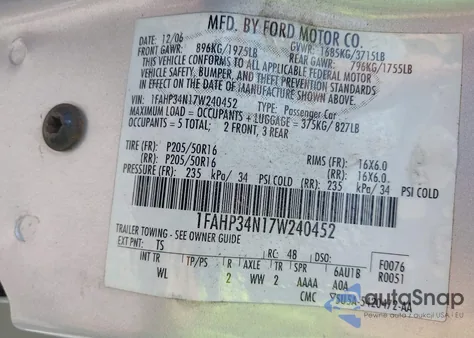 MFD. BY FORD MOTOR CO.
DATE: 12/06 GVWR: 1685KG/3715LB
FRONT GAWR: 896KG/1975LB REAR GAWR: 796KG/1755LB
THIS VEHICLE CONFORMS TO ALL APPLICABLE FEDERAL MOTOR
VEHICLE SAFETY, BUMPER, AND THEFT PREVENTION STANDARDS
IN EFFECT ON THE DATE OF MANUFACTURE SHOWN ABOVE.
VIN: 1FAHP34N17W240452 TYPE: Passenger Car
MAXIMUM LOAD = OCCUPANTS + LUGGAGE = 375KG/827LB
OCCUPANTS = 5 TOTAL; 2 FRONT, 3 REAR
TIRE (FR): P205/50R16 RIMS (FR): 16X6.0
(RR): P205/50R16 (RR): 16X6.0
PRESSURE (FR): 235 kPa/ 34 PSI COLD (RR): 235 kPa/ 34 PSI COLD
1FAHP34N17W240452
TRAILER TOWING - SEE OWNER GUIDE F0076
EXT PNT: TS RC: 48 DSO: R0051
INT TR TP/PS R TR SPR 6AU1B
WL 2 WW 2 AAAA A0A
CMC
autoSnap
Pewne auto / aukcji USA - EU